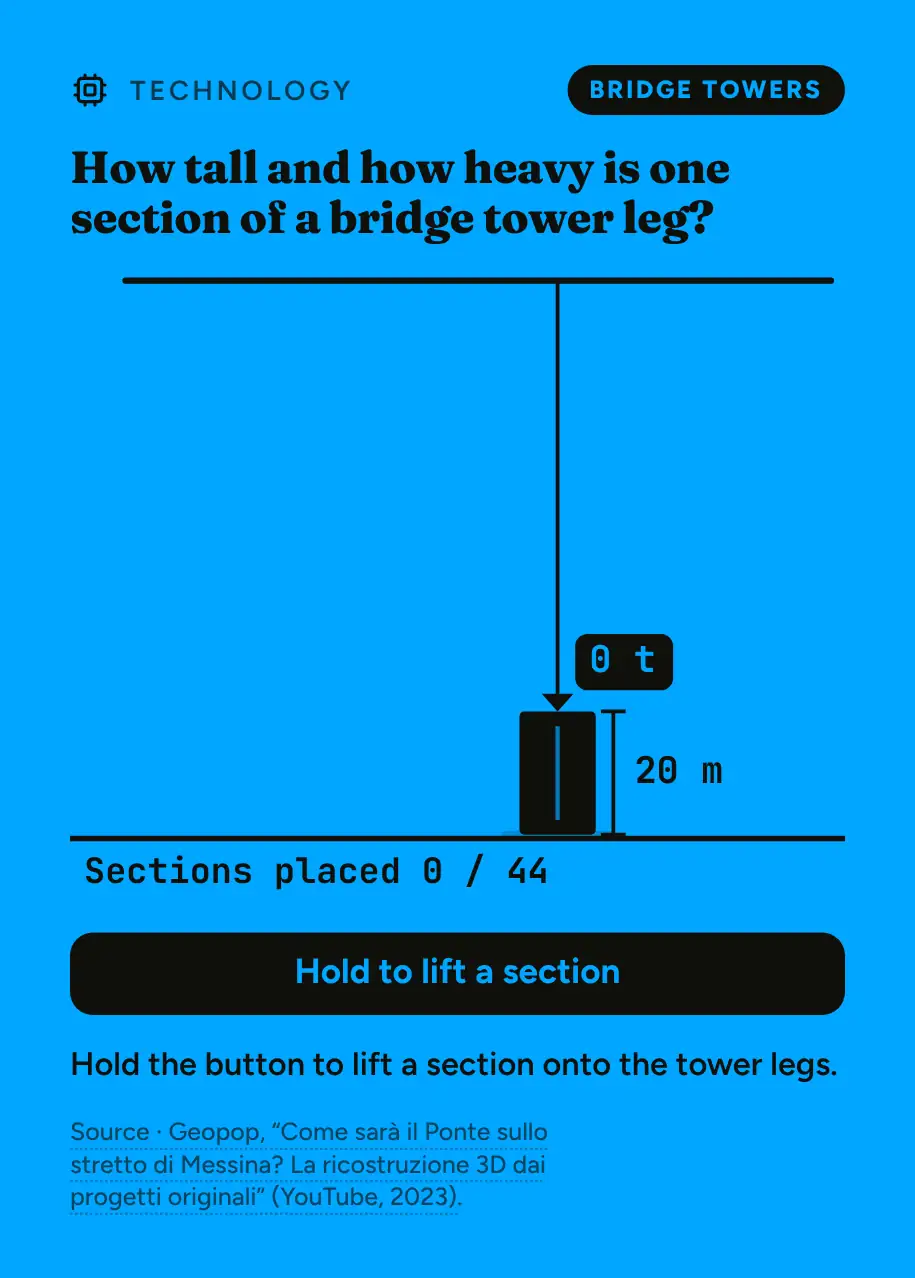 TECHNOLOGY
BRIDGE TOWERS
How tall and how heavy is one
section of a bridge tower leg?
0 t
20 m
Sections placed 0 / 44
Hold to lift a section
Hold the button to lift a section onto the tower legs.
Source · Geopop, “Come sarà il Ponte sullo
stretto di Messina? La ricostruzione 3D dai
progetti originali” (YouTube, 2023).